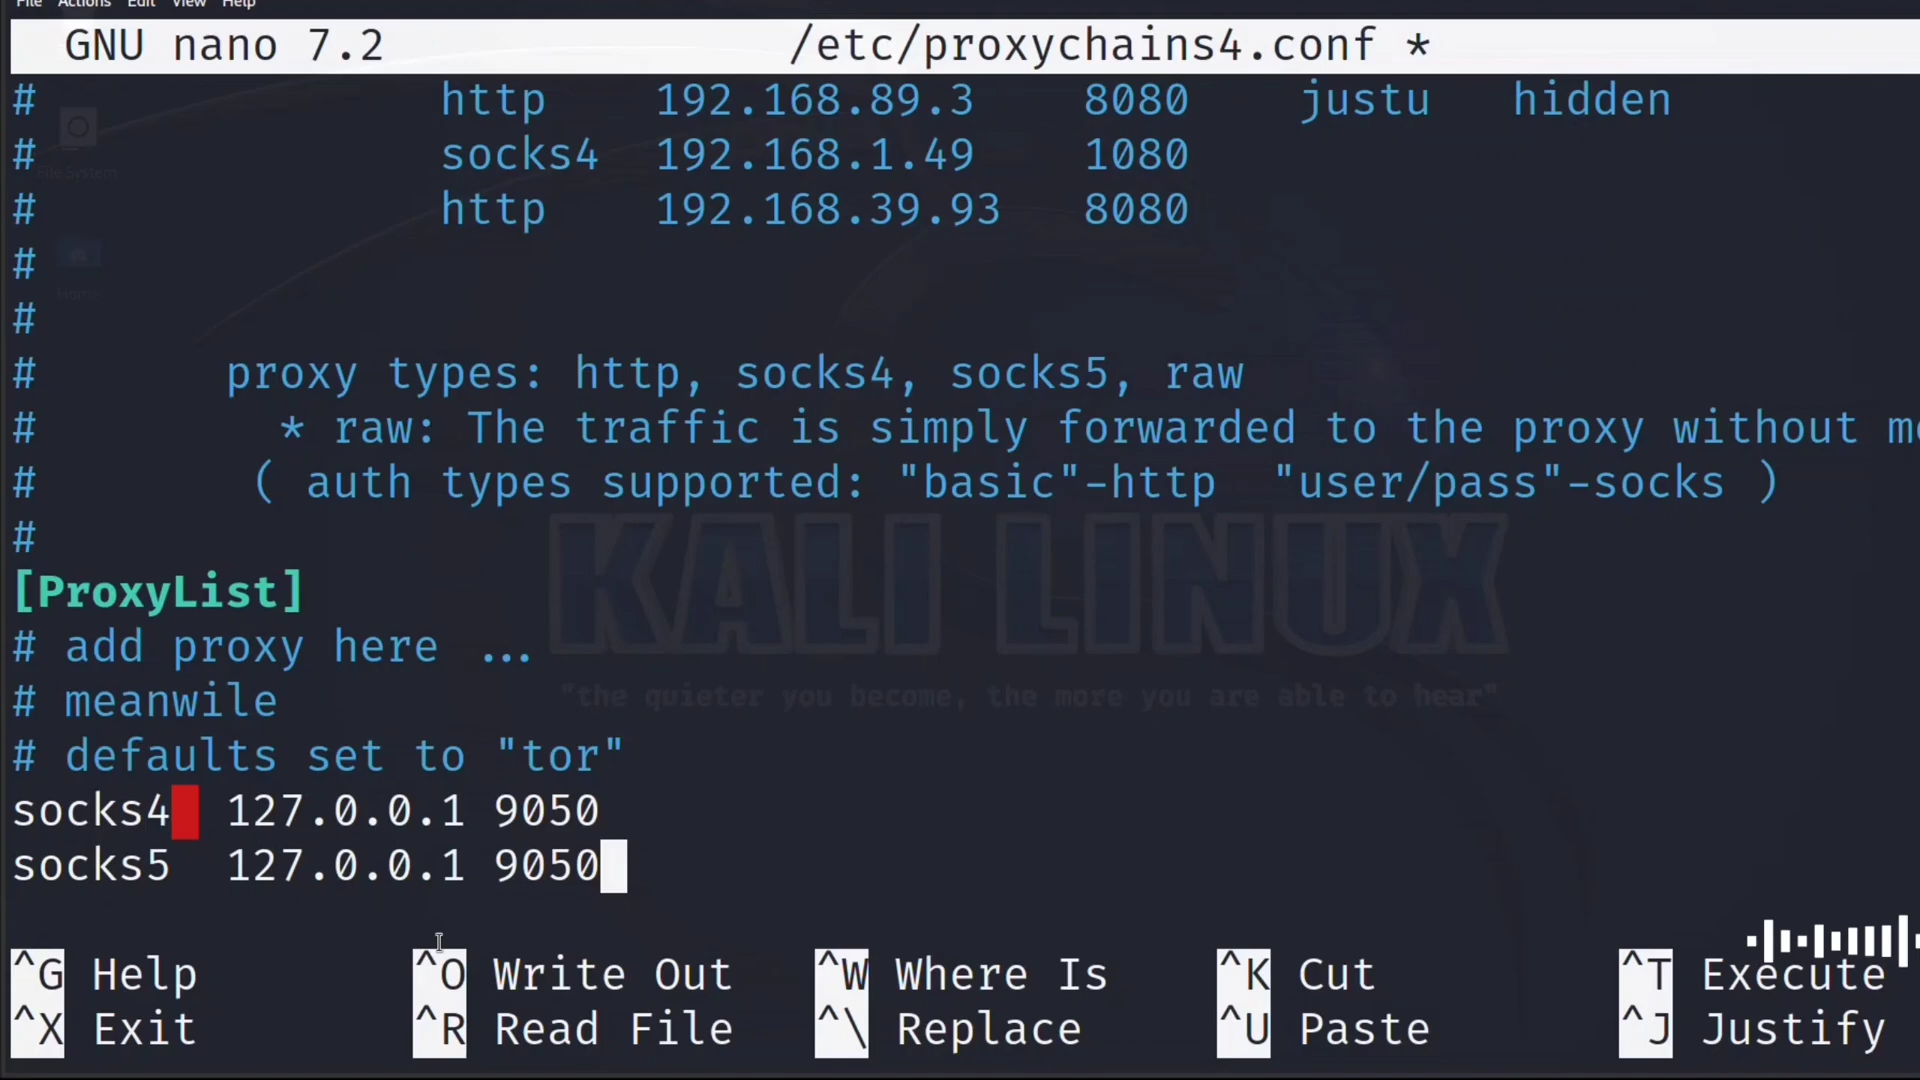 File Actions Edit View Help
GNU nano 7.2 /etc/proxychains4.conf *
# http 192.168.89.3 8080 justu hidden
# socks4 192.168.1.49 1080
# http 192.168.39.93 8080
#
#
# proxy types: http, socks4, socks5, raw
# * raw: The traffic is simply forwarded to the proxy without
# ( auth types supported: "basic"-http "user/pass"-socks )
#
[ProxyList]
# add proxy here ...
# meanwile
# defaults set to "tor"
socks4 127.0.0.1 9050
socks5 127.0.0.1 9050
^G Help ^O Write Out ^W Where Is ^K Cut ^T Execute
^X Exit ^R Read File ^\ Replace ^U Paste ^J Justify
File System
Home
KALI LINUX
"the quieter you become, the more you are able to hear"